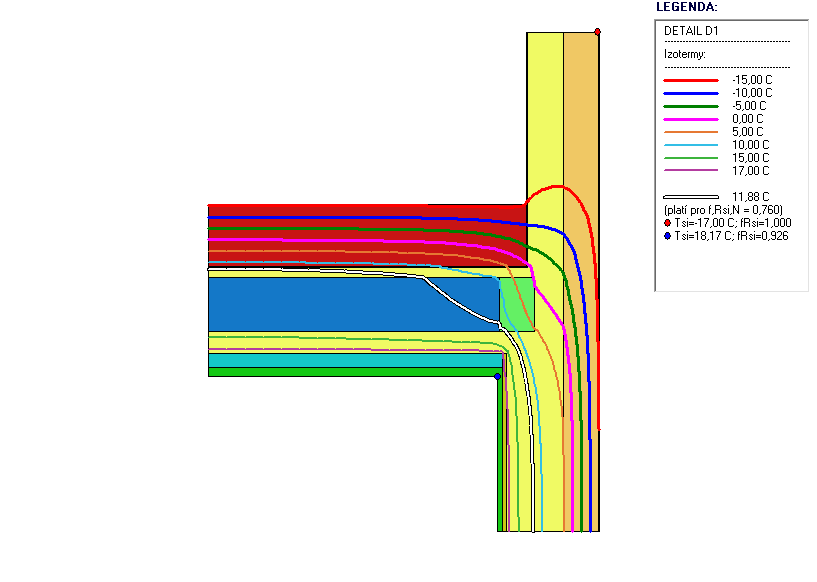 LEGENDA:
DETAIL D1
Izotermy:
-15,00 C
-10,00 C
-5,00 C
0,00 C
5,00 C
10,00 C
15,00 C
17,00 C
11,88 C
(platí pro f,Rsi,N = 0,760)
Tsi=-17,00 C; fRsi=1,000
Tsi=18,17 C; fRsi=0,926